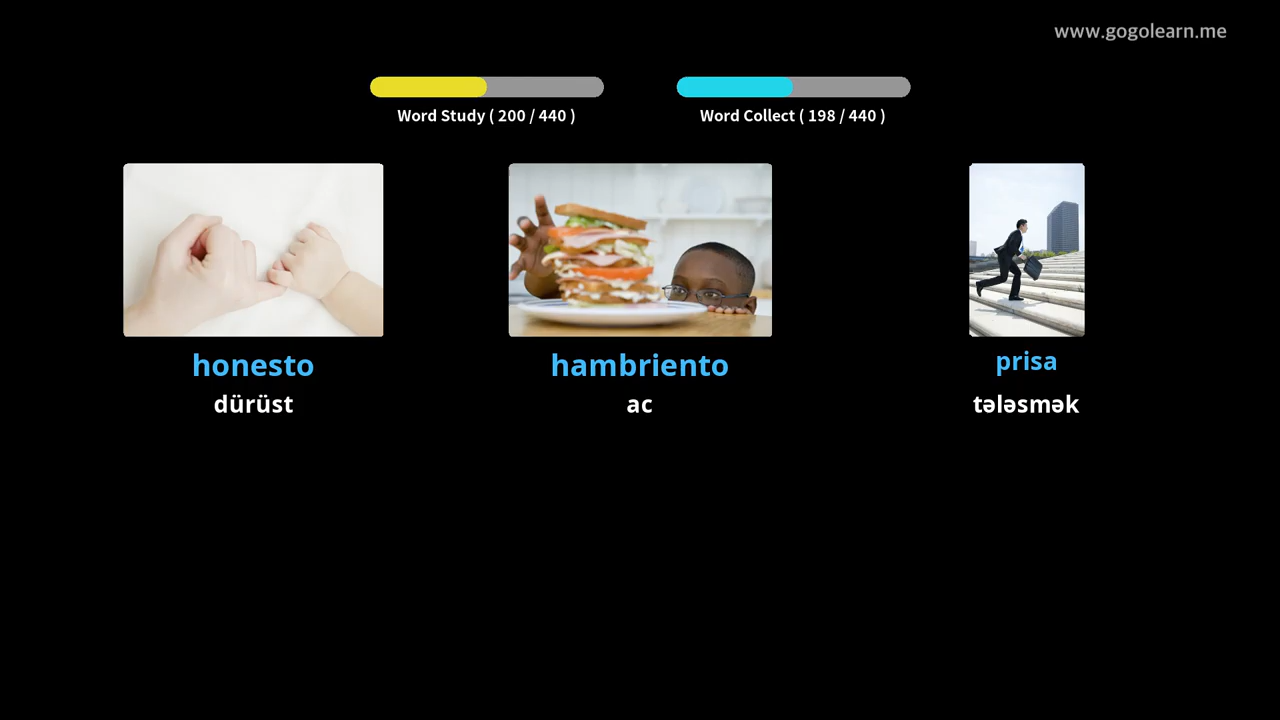 www.gogolearn.me
Word Study ( 200 / 440 )
Word Collect ( 198 / 440 )
honesto
hambriento
prisa
dürüst
ac
tələsmək